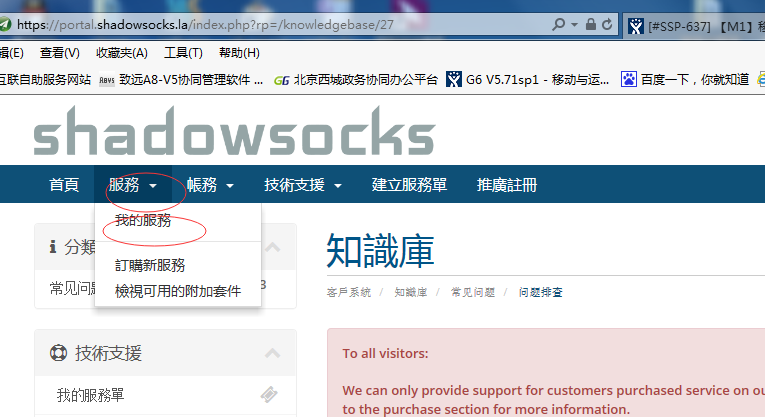 https://portal.shadowsocks.la/index.php?rp=/knowledgebase/27
[#SSP-637] 【M1】移
编辑(E) 查看(V) 收藏夹(A) 工具(T) 帮助(H)
互联自助服务网站 致远A8-V5协同管理软件 ... 北京西城政务协同办公平台 G6 V5.71sp1 - 移动与运... 百度一下，你就知道
shadowsocks
首頁 服務 帳務 技術支援 建立服務單 推廣註冊
我的服務
訂購新服務
檢視可用的附加套件
分類
常见问题 3
技術支援
我的服務單
知識庫
客戶系統 / 知識庫 / 常见问题 / 问题排查
To all visitors:
We can only provide support for customers purchased service on ou
to the purchase section for more information.